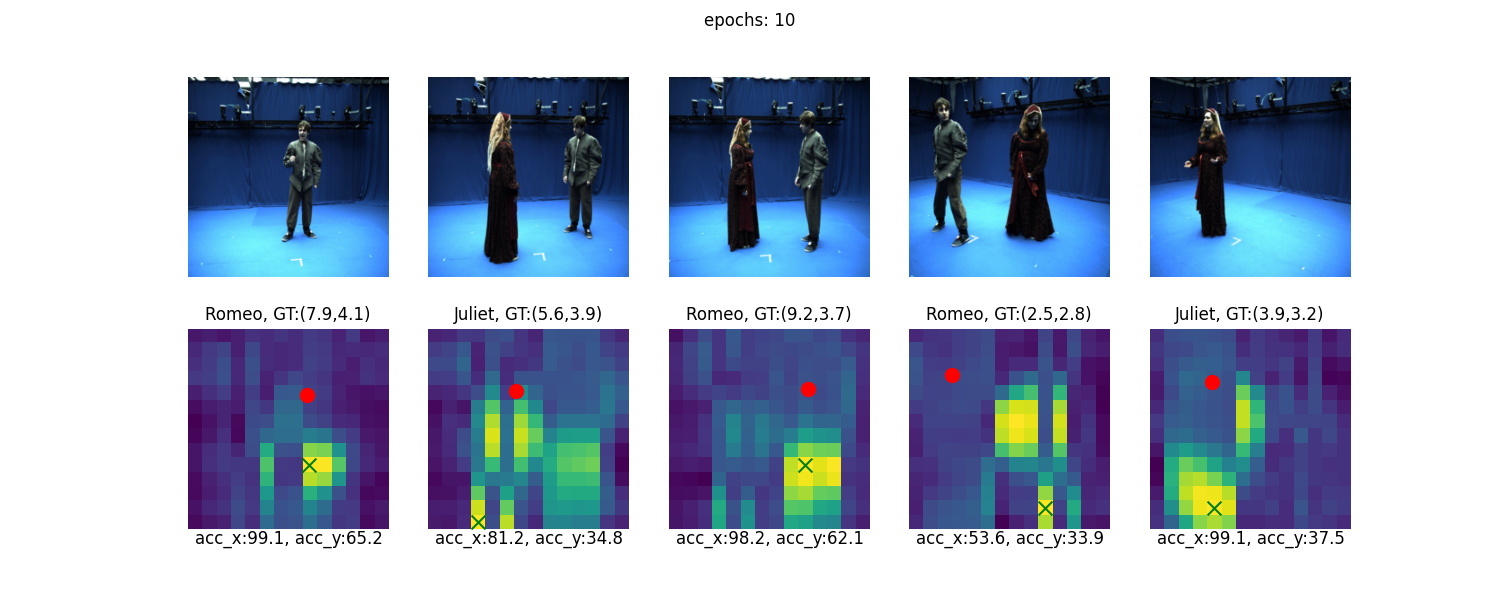 epochs: 10
Romeo, GT:(7.9,4.1)
Juliet, GT:(5.6,3.9)
Romeo, GT:(9.2,3.7)
Romeo, GT:(2.5,2.8)
Juliet, GT:(3.9,3.2)
acc_x:99.1, acc_y:65.2
acc_x:81.2, acc_y:34.8
acc_x:98.2, acc_y:62.1
acc_x:53.6, acc_y:33.9
acc_x:99.1, acc_y:37.5